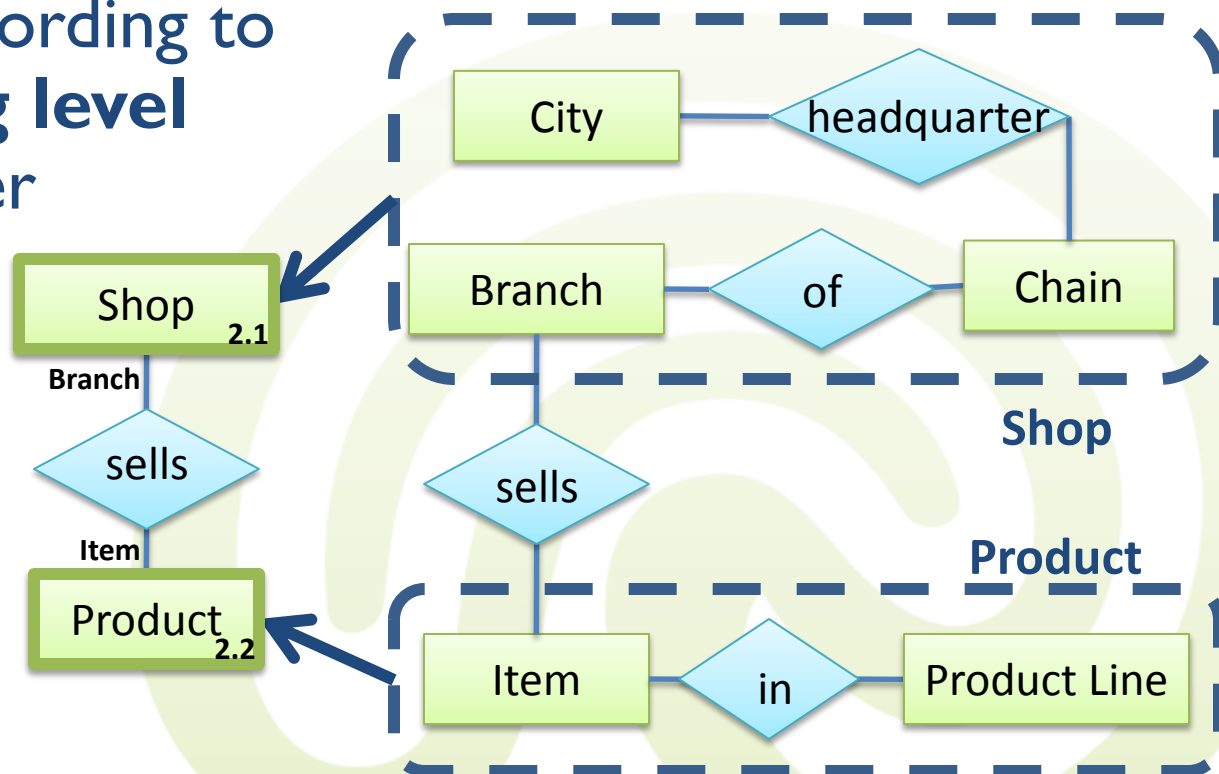 ording to
level
er
City
headquarter
Branch
of
Chain
Shop
2.1
Branch
sells
Item
Product
2.2
sells
Shop
Product
Item
in
Product Line